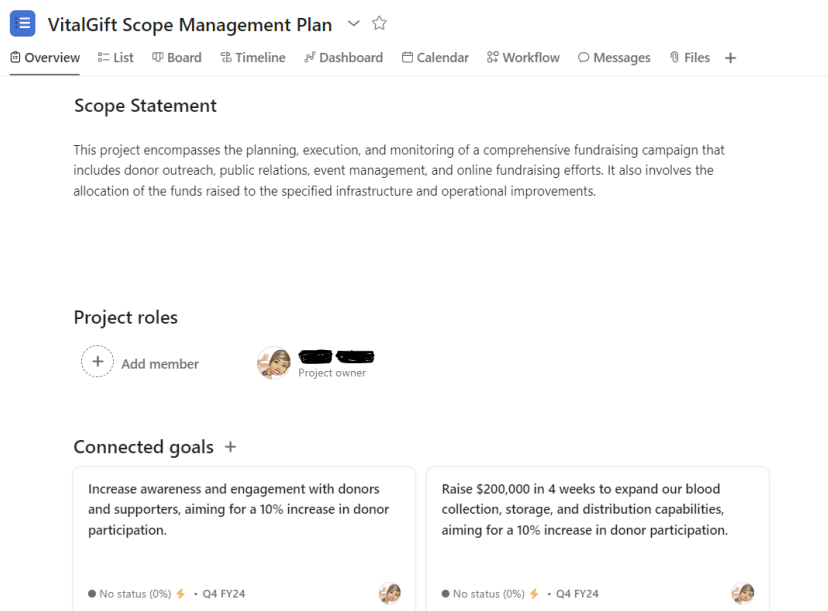 VitalGift Scope Management Plan
Overview List Board Timeline Dashboard Calendar Workflow Messages Files
Scope Statement
This project encompasses the planning, execution, and monitoring of a comprehensive fundraising campaign that
includes donor outreach, public relations, event management, and online fundraising efforts. It also involves the
allocation of the funds raised to the specified infrastructure and operational improvements.
Project roles
Add member
Project owner
Connected goals
Increase awareness and engagement with donors
and supporters, aiming for a 10% increase in donor
participation.
No status (0%) • Q4 FY24
Raise $200,000 in 4 weeks to expand our blood
collection, storage, and distribution capabilities,
aiming for a 10% increase in donor participation.
No status (0%) • Q4 FY24